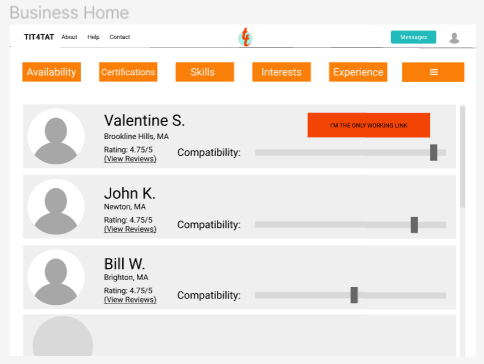 Business Home
TIT4TAT About Help Contact Messages
Availability Certifications Skills Interests Experience
Valentine S.
I'M THE ONLY WORKING LINK
Brookline Hills, MA
Rating: 4.75/5
(View Reviews) Compatibility:
John K.
Newton, MA
Rating: 4.75/5
(View Reviews) Compatibility:
Bill W.
Brighton, MA
Rating: 4.75/5
(View Reviews) Compatibility: